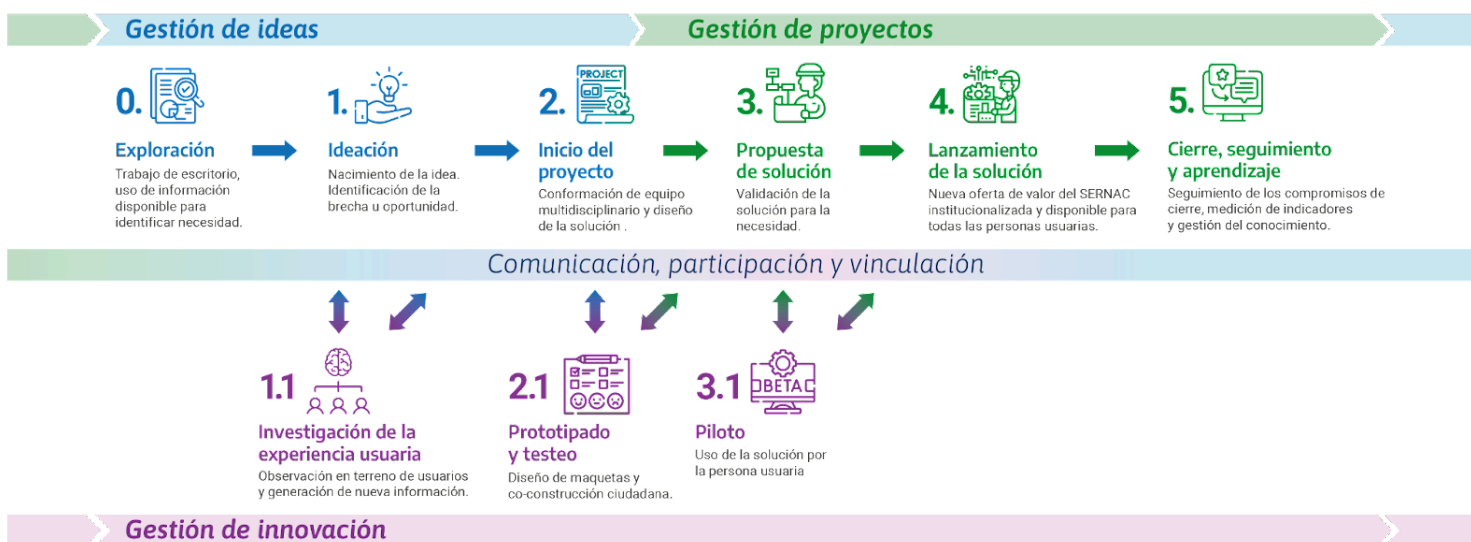 Gestión de ideas
Gestión de proyectos
0.
Exploración
Trabajo de escritorio,
uso de información
disponible para
identificar necesidad.
1.
Ideación
Nacimiento de la idea.
Identificación de la
brecha u oportunidad.
PROJECT
2.
Inicio del
proyecto
Conformación de equipo
multidisciplinario y diseño
de la solución .
3.
Propuesta
de solución
Validación de la
solución para la
necesidad.
4.
Lanzamiento
de la solución
Nueva oferta de valor del SERNAC
institucionalizada y disponible para
todas las personas usuarias.
5.
Cierre, seguimiento
y aprendizaje
Seguimiento de los compromisos de
cierre, medición de indicadores
y gestión del conocimiento.
Comunicación, participación y vinculación
1.1
Investigación de la
experiencia usuaria
Observación en terreno de usuarios
y generación de nueva información.
2.1
Prototipado
y testeo
Diseño de maquetas y
co-construcción ciudadana.
3.1
BETA
Piloto
Uso de la solución por
la persona usuaria
Gestión de innovación